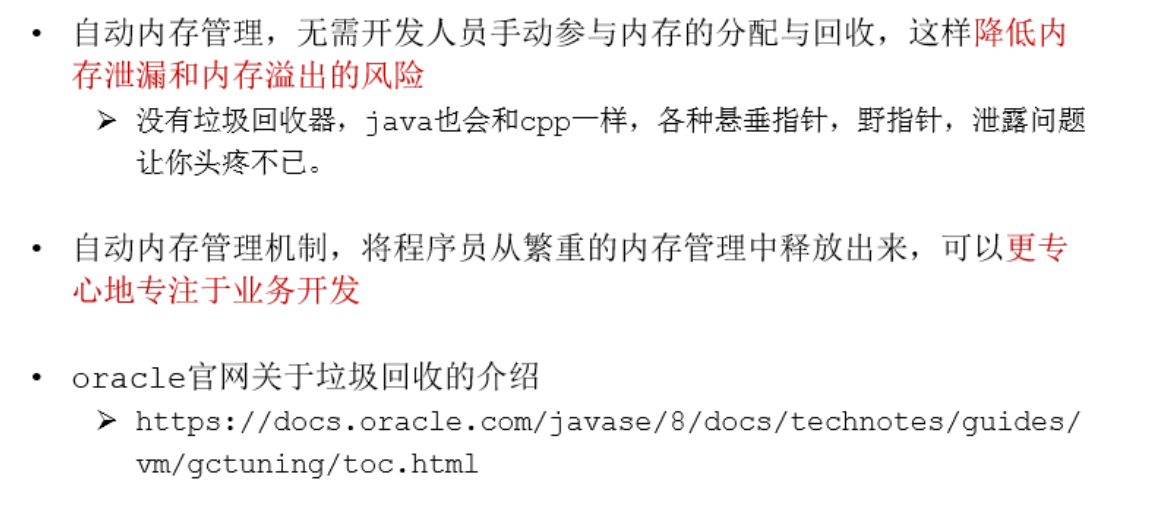 • 自动内存管理，无需开发人员手动参与内存的分配与回收，这样降低内
存泄漏和内存溢出的风险
➢ 没有垃圾回收器，java也会和cpp一样，各种悬垂指针，野指针，泄露问题
让你头疼不已。
• 自动内存管理机制，将程序员从繁重的内存管理中释放出来，可以更专
心地专注于业务开发
• oracle官网关于垃圾回收的介绍
➢ https://docs.oracle.com/javase/8/docs/technotes/guides/
vm/gctuning/toc.html